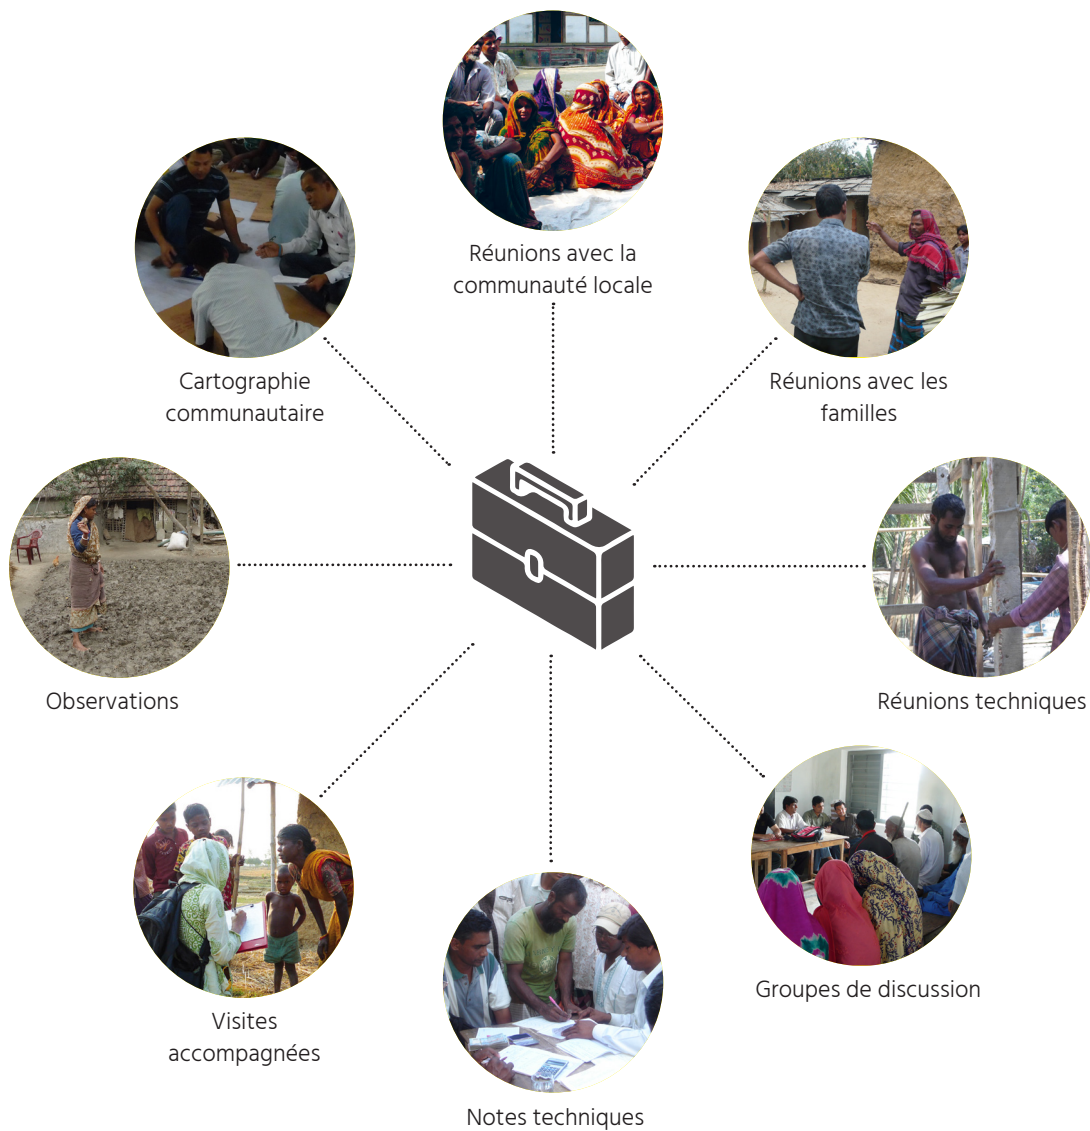 Réunions avec la
communauté locale
Cartographie
communautaire
Réunions avec les
familles
Observations
Réunions techniques
Visites
accompagnées
Groupes de discussion
Notes techniques